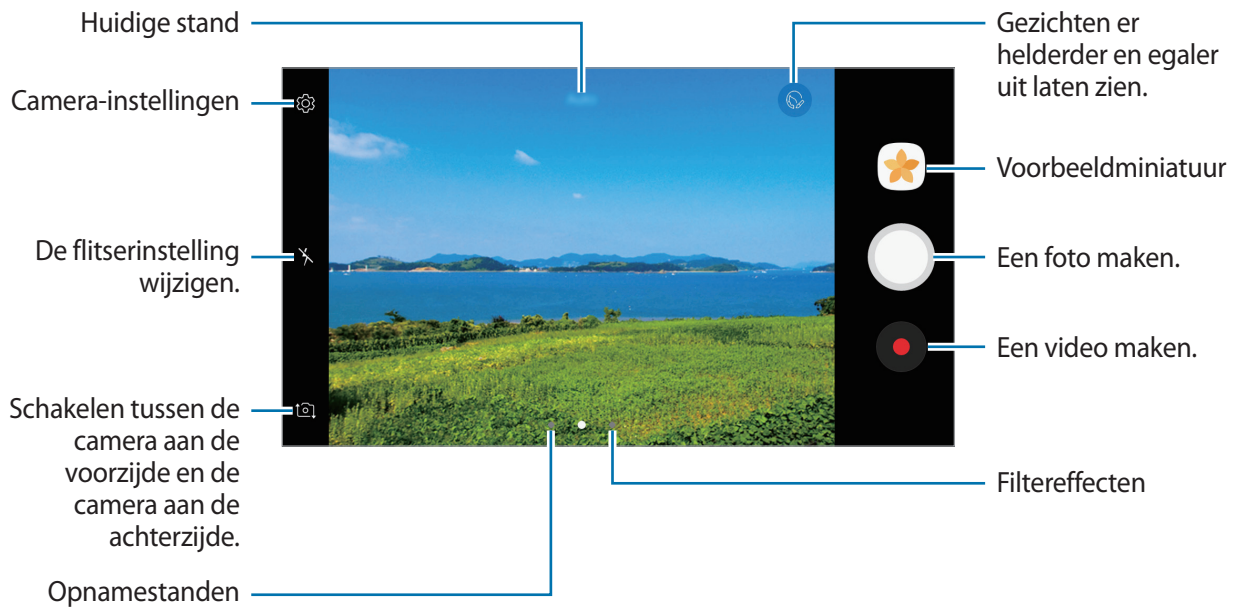 Huidige stand
Camera-instellingen
De flitserinstelling
wijzigen.
Schakelen tussen de
camera aan de
voorzijde en de
camera aan de
achterzijde.
Opnamestanden
Gezichten er
helderder en egaler
uit laten zien.
Voorbeeldminiatuur
Een foto maken.
Een video maken.
Filtereffecten